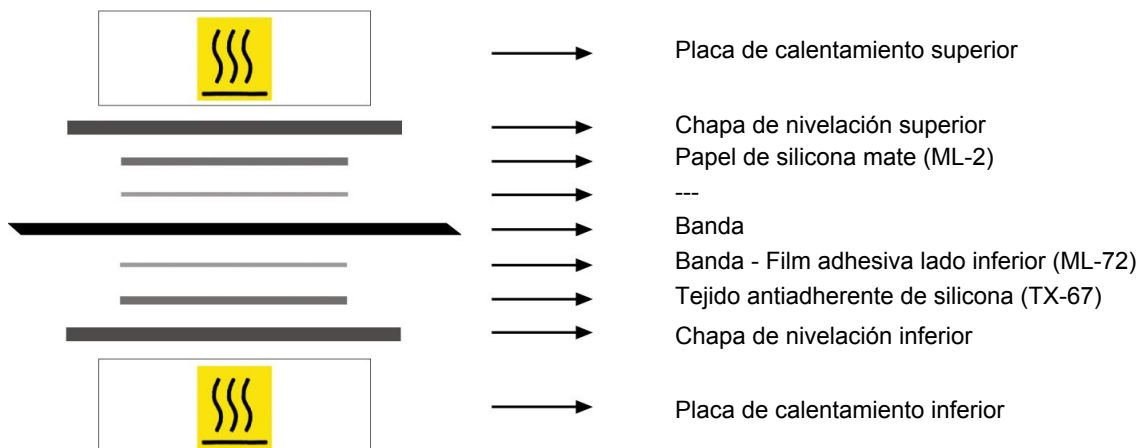 Placa de calentamiento superior
Chapa de nivelación superior
Papel de silicona mate (ML-2)
---
Banda
Banda - Film adhesiva lado inferior (ML-72)
Tejido antiadherente de silicona (TX-67)
Chapa de nivelación inferior
Placa de calentamiento inferior